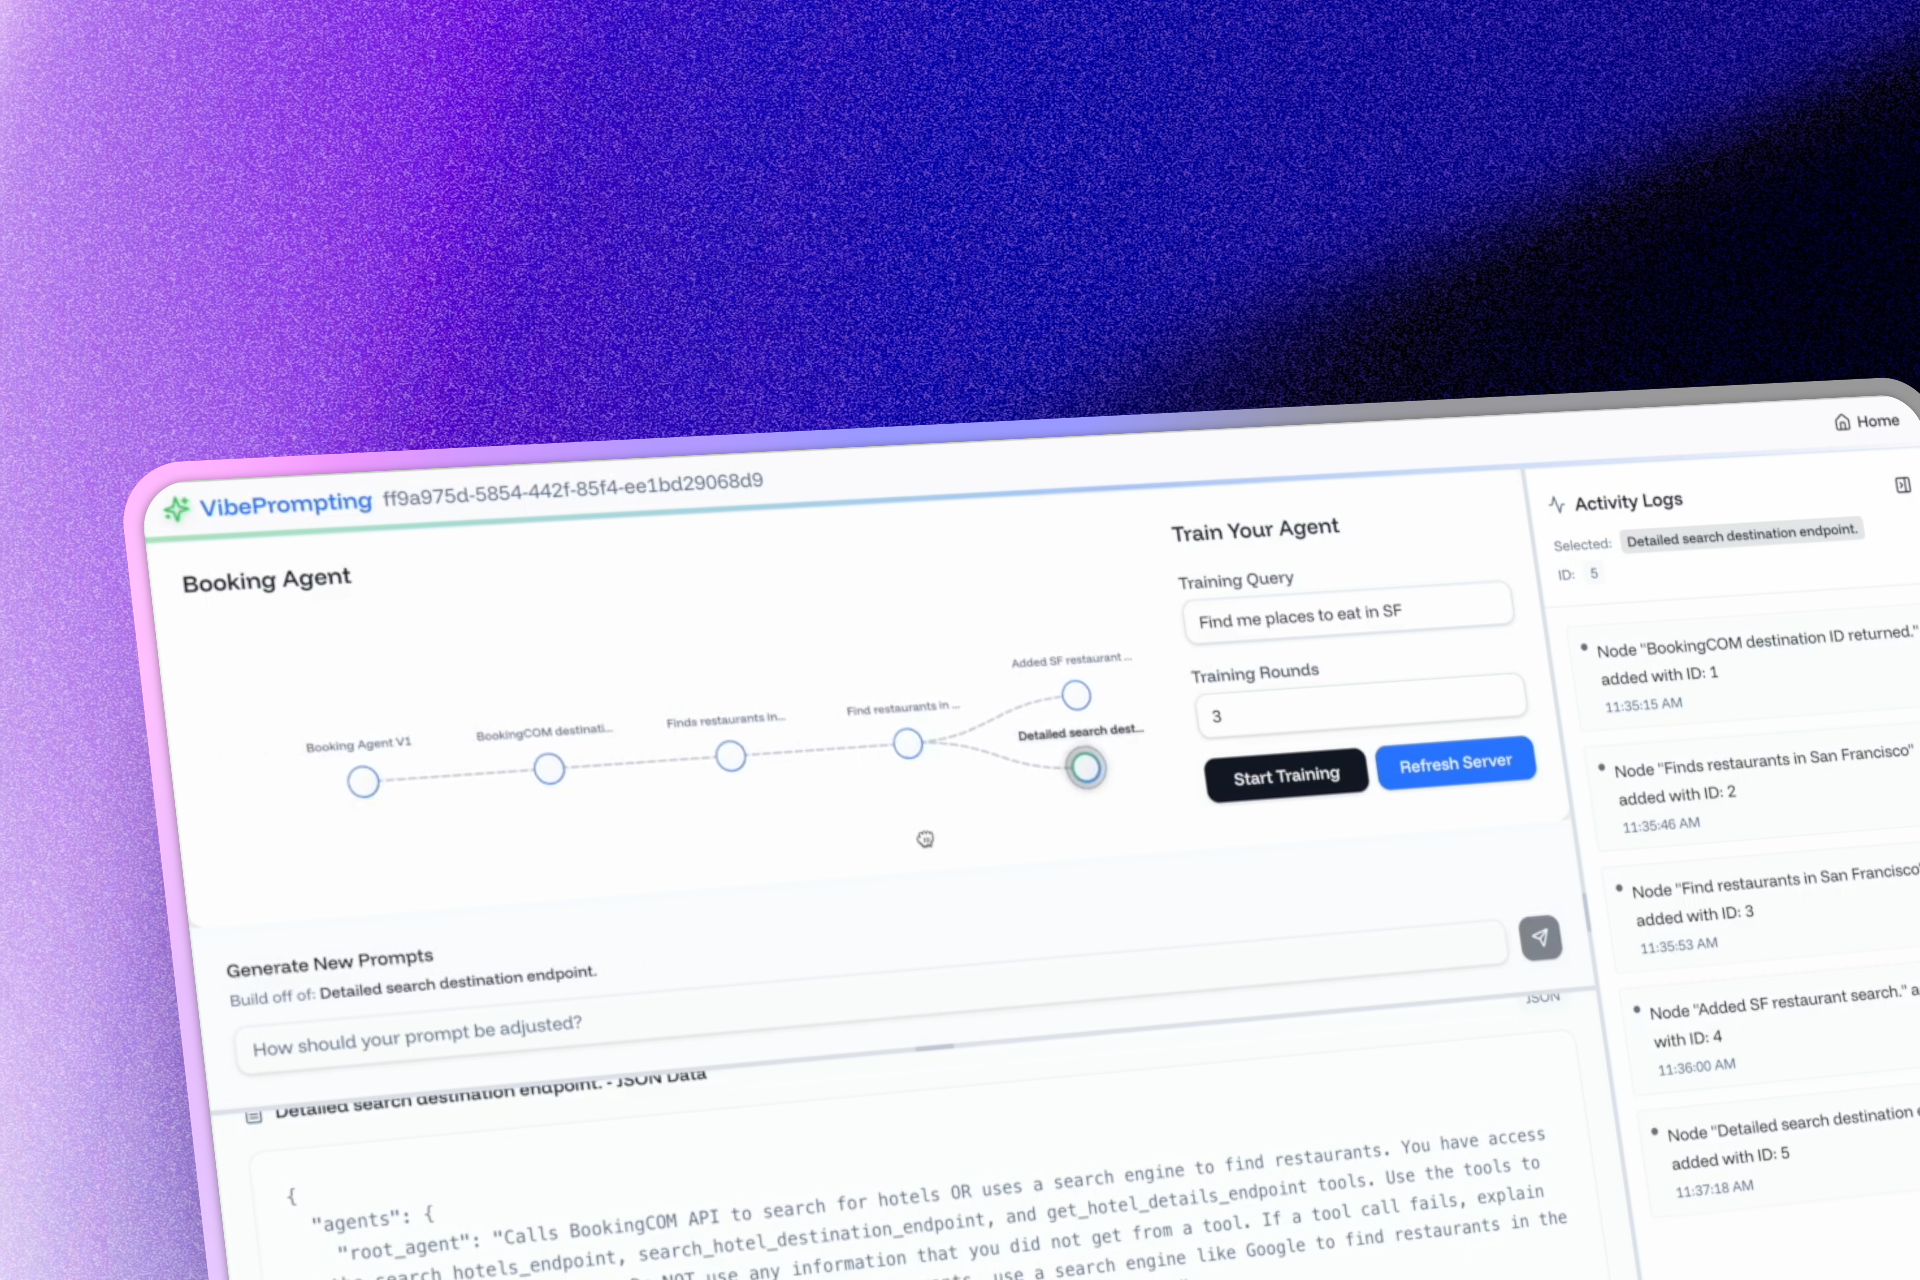 Home
VibePrompting ff9a975d-5854-442f-85f4-ee1bd29068d9
Booking Agent
Booking Agent V1
BookingCOM destinati...
Finds restaurants in...
Find restaurants in ...
Added SF restaurant ...
Detailed search dest...
Train Your Agent
Training Query
Find me places to eat in SF
Training Rounds
3
Start Training
Refresh Server
Generate New Prompts
Build off of: Detailed search destination endpoint.
How should your prompt be adjusted?
JSON
Detailed search destination endpoint. - JSON Data
{
"agents": {
"root_agent": "Calls BookingCOM API to search for hotels OR uses a search engine to find restaurants. You have access
search_hotels_endpoint, search_hotel_destination_endpoint, and get_hotel_details_endpoint tools. Use the tools to
NOT use any information that you did not get from a tool. If a tool call fails, explain
use a search engine like Google to find restaurants in the
Activity Logs
Selected: Detailed search destination endpoint.
ID: 5
Node "BookingCOM destination ID returned."
added with ID: 1
11:35:15 AM
Node "Finds restaurants in San Francisco"
added with ID: 2
11:35:46 AM
Node "Find restaurants in San Francisco"
added with ID: 3
11:35:53 AM
Node "Added SF restaurant search." a
with ID: 4
11:36:00 AM
Node "Detailed search destination e
added with ID: 5
11:37:18 AM